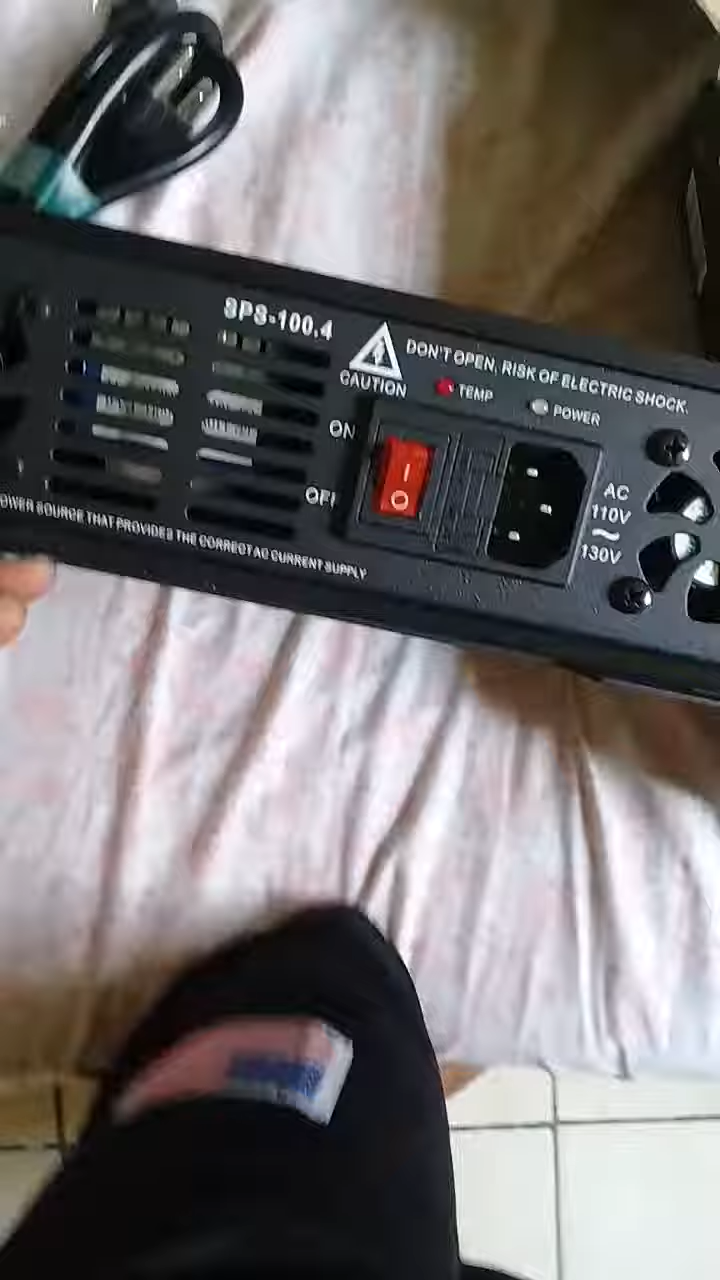 SPS-100.4
CAUTION
DON'T OPEN, RISK OF ELECTRIC SHOCK.
TEMP
POWER
ON
OFF
AC
110V
~
130V
POWER SOURCE THAT PROVIDES THE CORRECT AC CURRENT SUPPLY